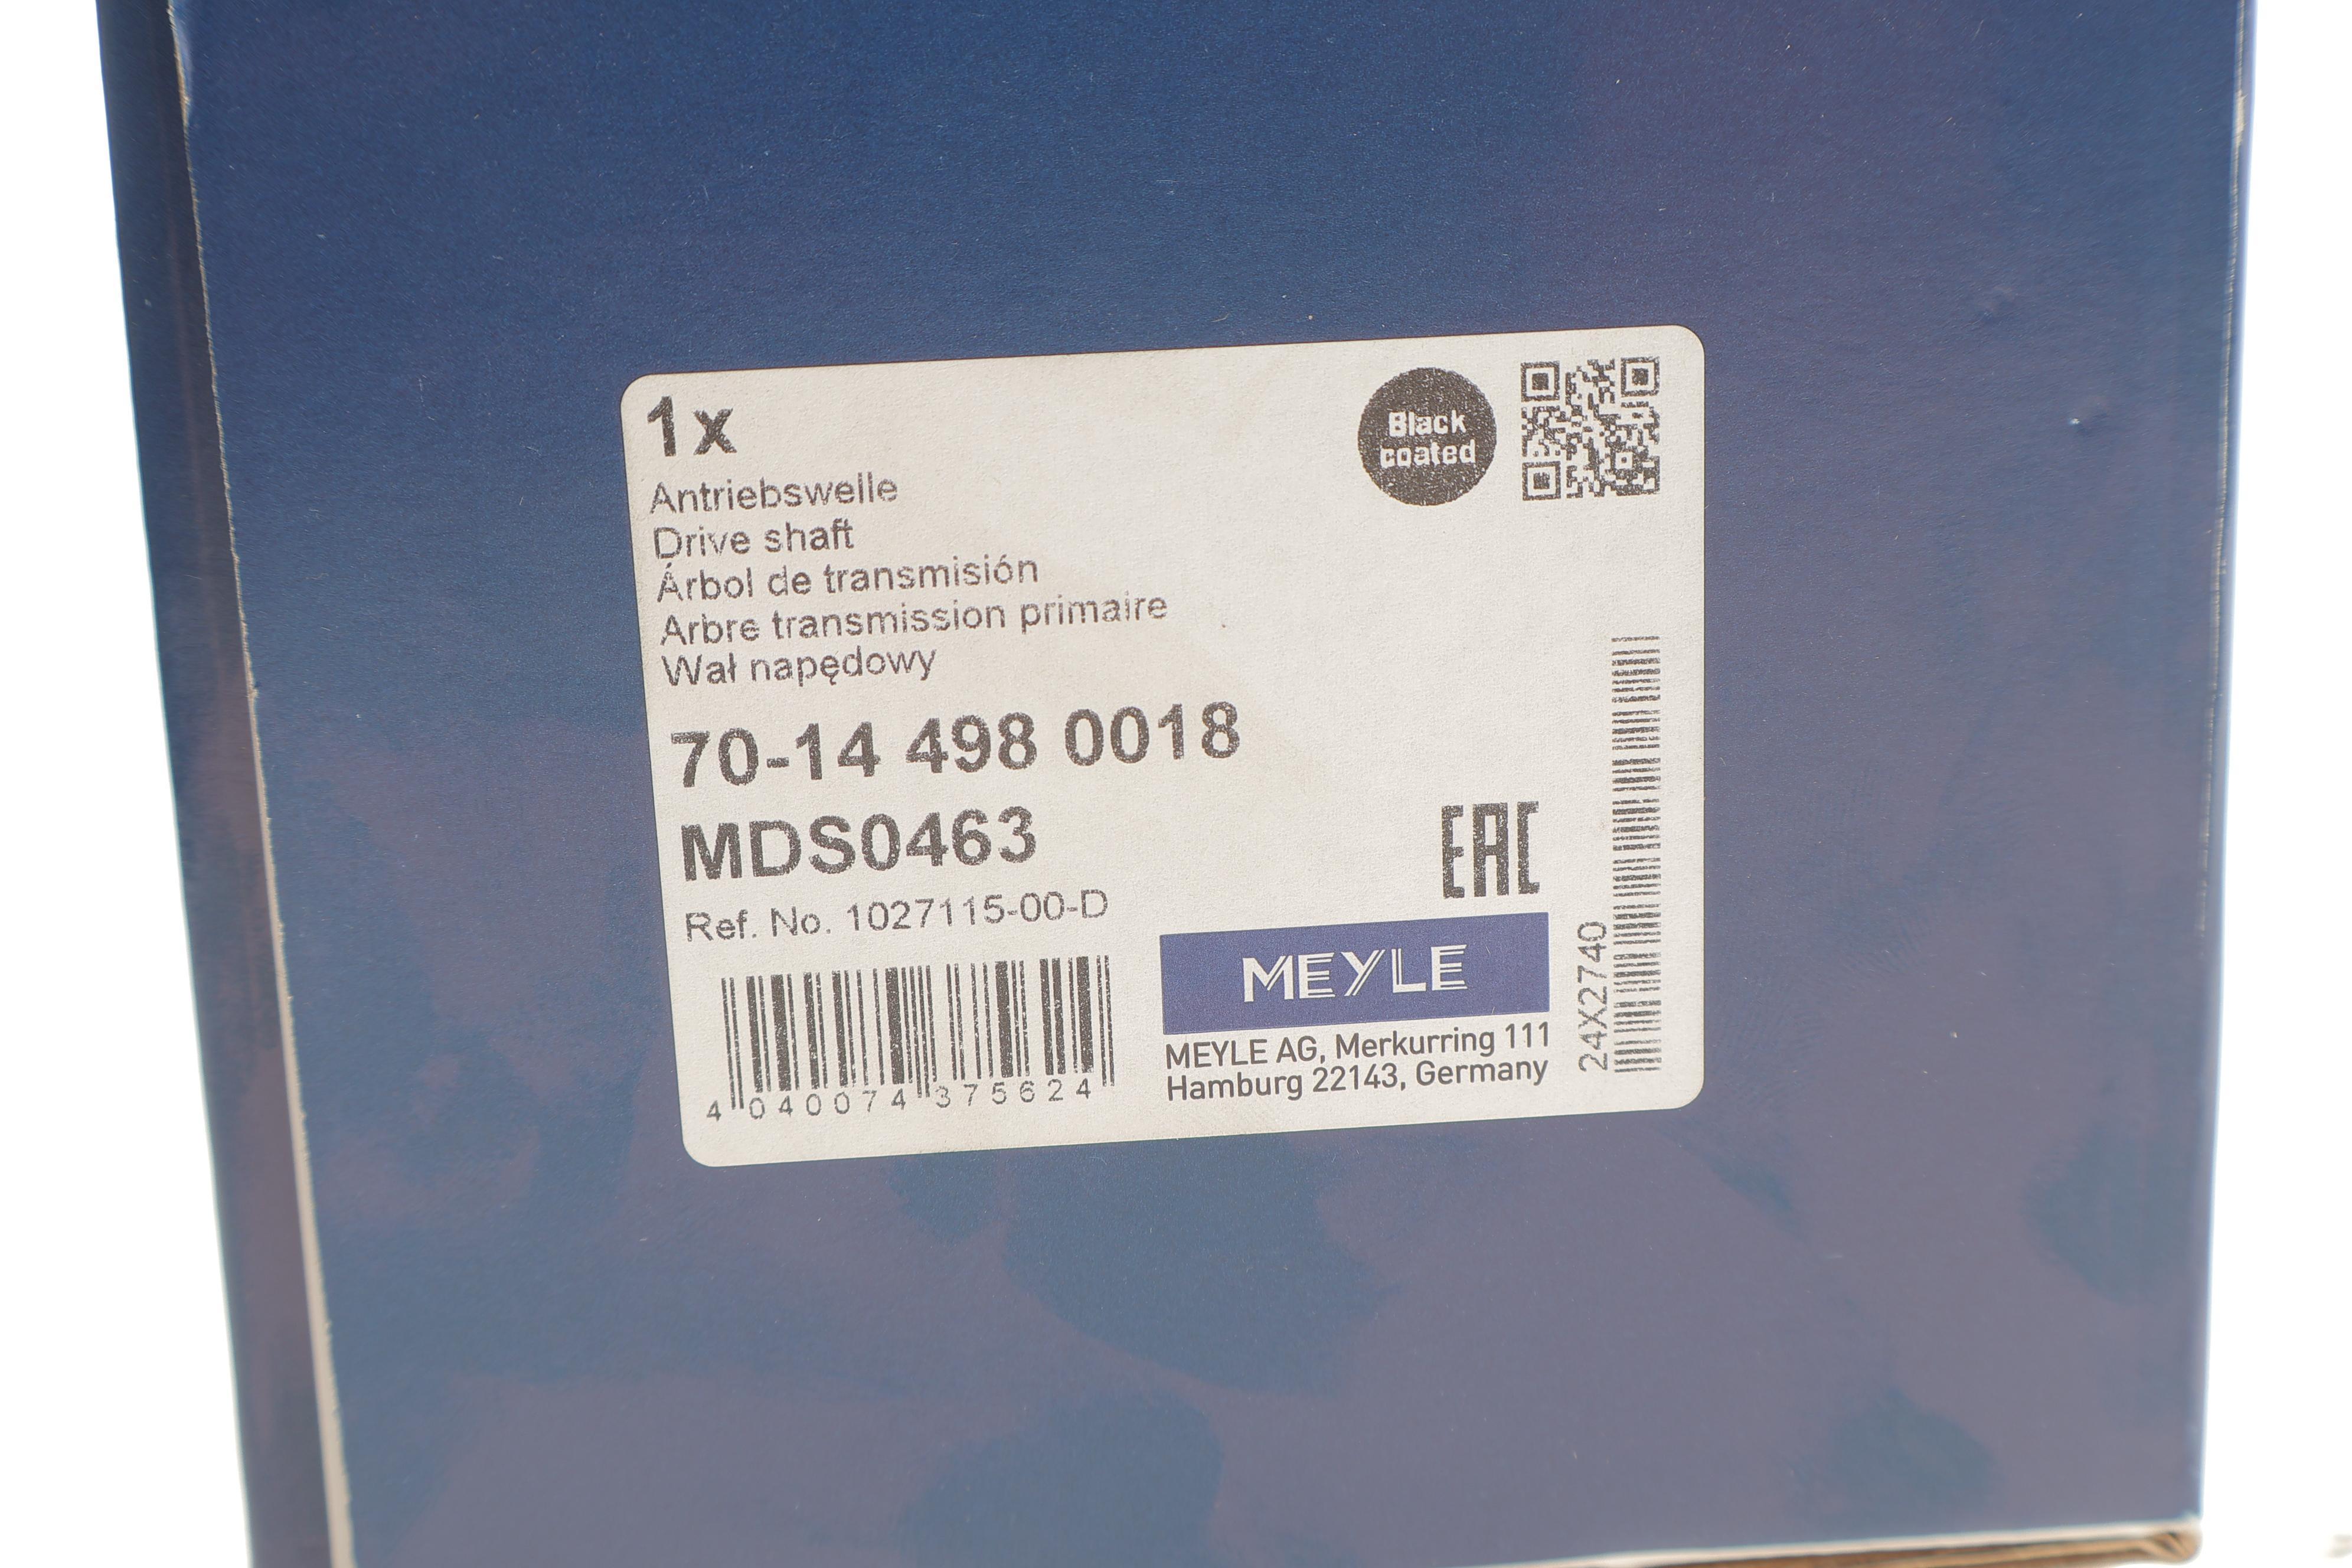 1x
Black
coated
Antriebswelle
Drive shaft
Árbol de transmisión
Arbre transmission primaire
Wał napędowy
70-14 498 0018
MDS0463
Ref. No. 1027115-00-D
EAC
MEYLE
MEYLE AG, Merkurring 111
Hamburg 22143, Germany
4 040074 375624
24X2740